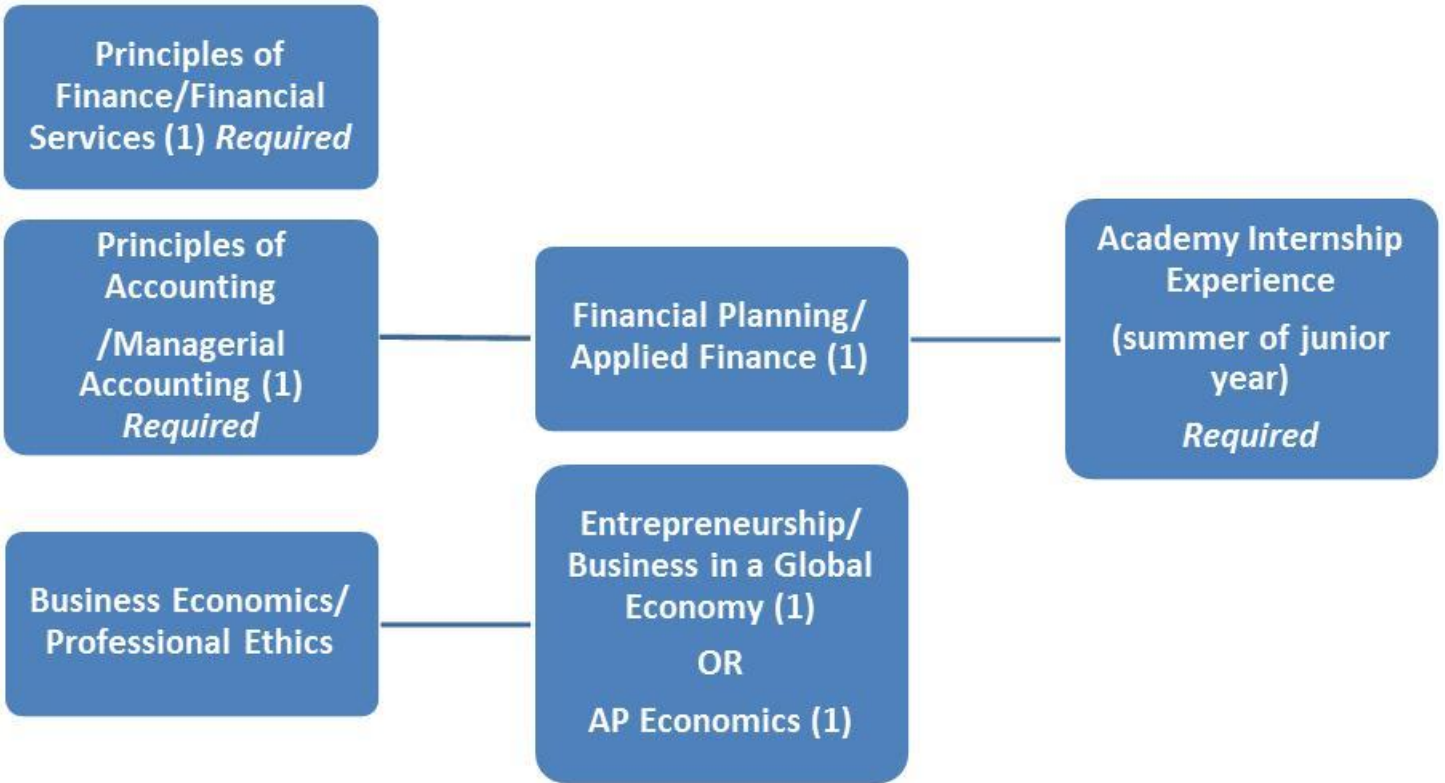 Principles of
Finance/Financial
Services (1) Required
Principles of
Accounting
/Managerial
Accounting (1)
Required
Business Economics/
Professional Ethics
Financial Planning/
Applied Finance (1)
Entrepreneurship/
Business in a Global
Economy (1)
OR
AP Economics (1)
Academy Internship
Experience
(summer of junior
year)
Required